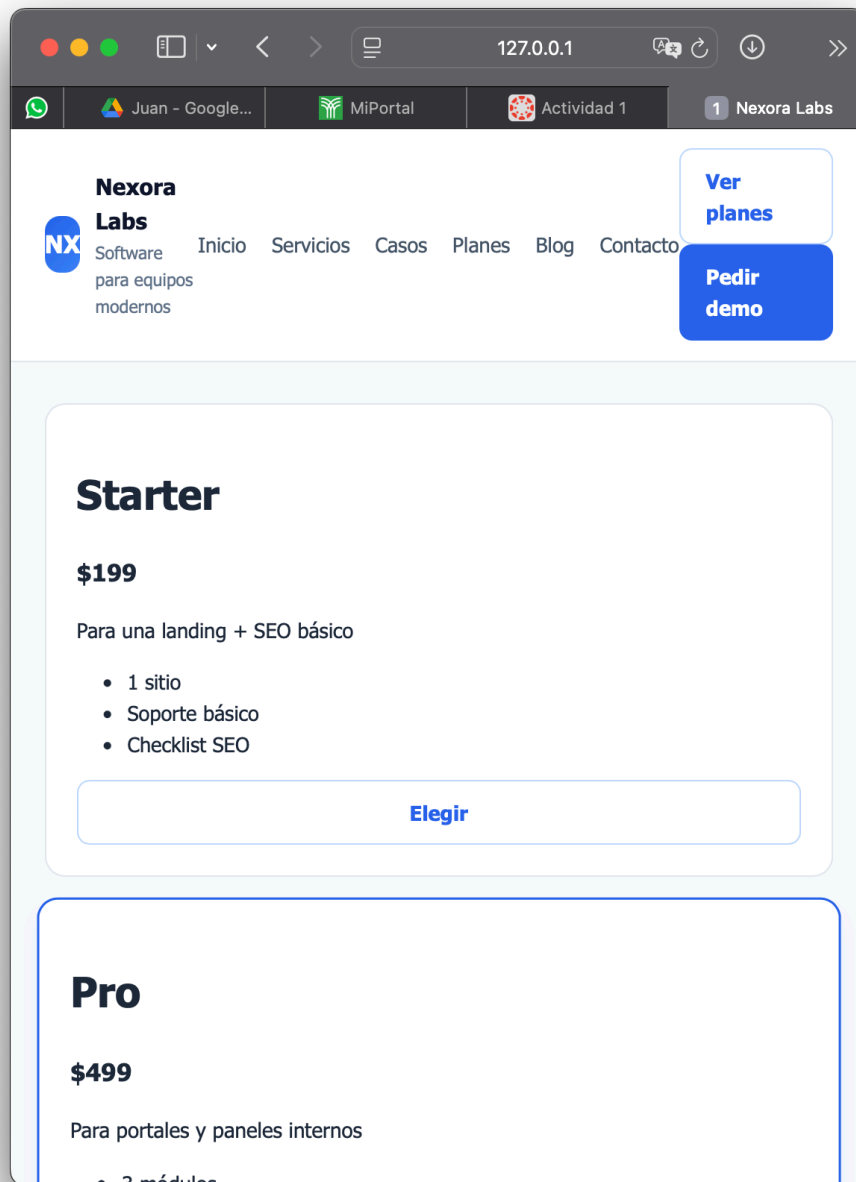 127.0.0.1
Juan - Google...
MiPortal
Actividad 1
1 Nexora Labs
NX
Nexora
Labs
Software
para equipos
modernos
Inicio Servicios Casos Planes Blog Contacto
Ver
planes
Pedir
demo
Starter
$199
Para una landing + SEO básico
• 1 sitio
• Soporte básico
• Checklist SEO
Elegir
Pro
$499
Para portales y paneles internos
• 3 módulos